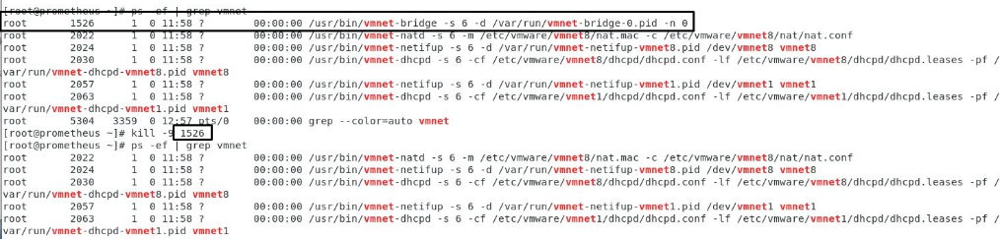 [root@prometheus ~]# ps -ef | grep vmnet
root 1526 1 0 11:58 ? 00:00:00 /usr/bin/vmnet-bridge -s 6 -d /var/run/vmnet-bridge-0.pid -n 0
root 2022 1 0 11:58 ? 00:00:00 /usr/bin/vmnet-natd -s 6 -m /etc/vmware/vmnet8/nat.mac -c /etc/vmware/vmnet8/nat/nat.conf
root 2024 1 0 11:58 ? 00:00:00 /usr/bin/vmnet-netifup -s 6 -d /var/run/vmnet-netifup-vmnet8.pid /dev/vmnet8 vmnet8
root 2030 1 0 11:58 ? 00:00:00 /usr/bin/vmnet-dhcpd -s 6 -cf /etc/vmware/vmnet8/dhcpd/dhcpd.conf -lf /etc/vmware/vmnet8/dhcpd/dhcpd.leases -pf /
var/run/vmnet-dhcpd-vmnet8.pid vmnet8
root 2057 1 0 11:58 ? 00:00:00 /usr/bin/vmnet-netifup -s 6 -d /var/run/vmnet-netifup-vmnet1.pid /dev/vmnet1 vmnet1
root 2063 1 0 11:58 ? 00:00:00 /usr/bin/vmnet-dhcpd -s 6 -cf /etc/vmware/vmnet1/dhcpd/dhcpd.conf -lf /etc/vmware/vmnet1/dhcpd/dhcpd.leases -pf /
var/run/vmnet-dhcpd-vmnet1.pid vmnet1
root 5304 3359 0 12:57 pts/0 00:00:00 grep --color=auto vmnet
[root@prometheus ~]# kill -9 1526
[root@prometheus ~]# ps -ef | grep vmnet
root 2022 1 0 11:58 ? 00:00:00 /usr/bin/vmnet-natd -s 6 -m /etc/vmware/vmnet8/nat.mac -c /etc/vmware/vmnet8/nat/nat.conf
root 2024 1 0 11:58 ? 00:00:00 /usr/bin/vmnet-netifup -s 6 -d /var/run/vmnet-netifup-vmnet8.pid /dev/vmnet8 vmnet8
root 2030 1 0 11:58 ? 00:00:00 /usr/bin/vmnet-dhcpd -s 6 -cf /etc/vmware/vmnet8/dhcpd/dhcpd.conf -lf /etc/vmware/vmnet8/dhcpd/dhcpd.leases -pf /
var/run/vmnet-dhcpd-vmnet8.pid vmnet8
root 2057 1 0 11:58 ? 00:00:00 /usr/bin/vmnet-netifup -s 6 -d /var/run/vmnet-netifup-vmnet1.pid /dev/vmnet1 vmnet1
root 2063 1 0 11:58 ? 00:00:00 /usr/bin/vmnet-dhcpd -s 6 -cf /etc/vmware/vmnet1/dhcpd/dhcpd.conf -lf /etc/vmware/vmnet1/dhcpd/dhcpd.leases -pf /
var/run/vmnet-dhcpd-vmnet1.pid vmnet1